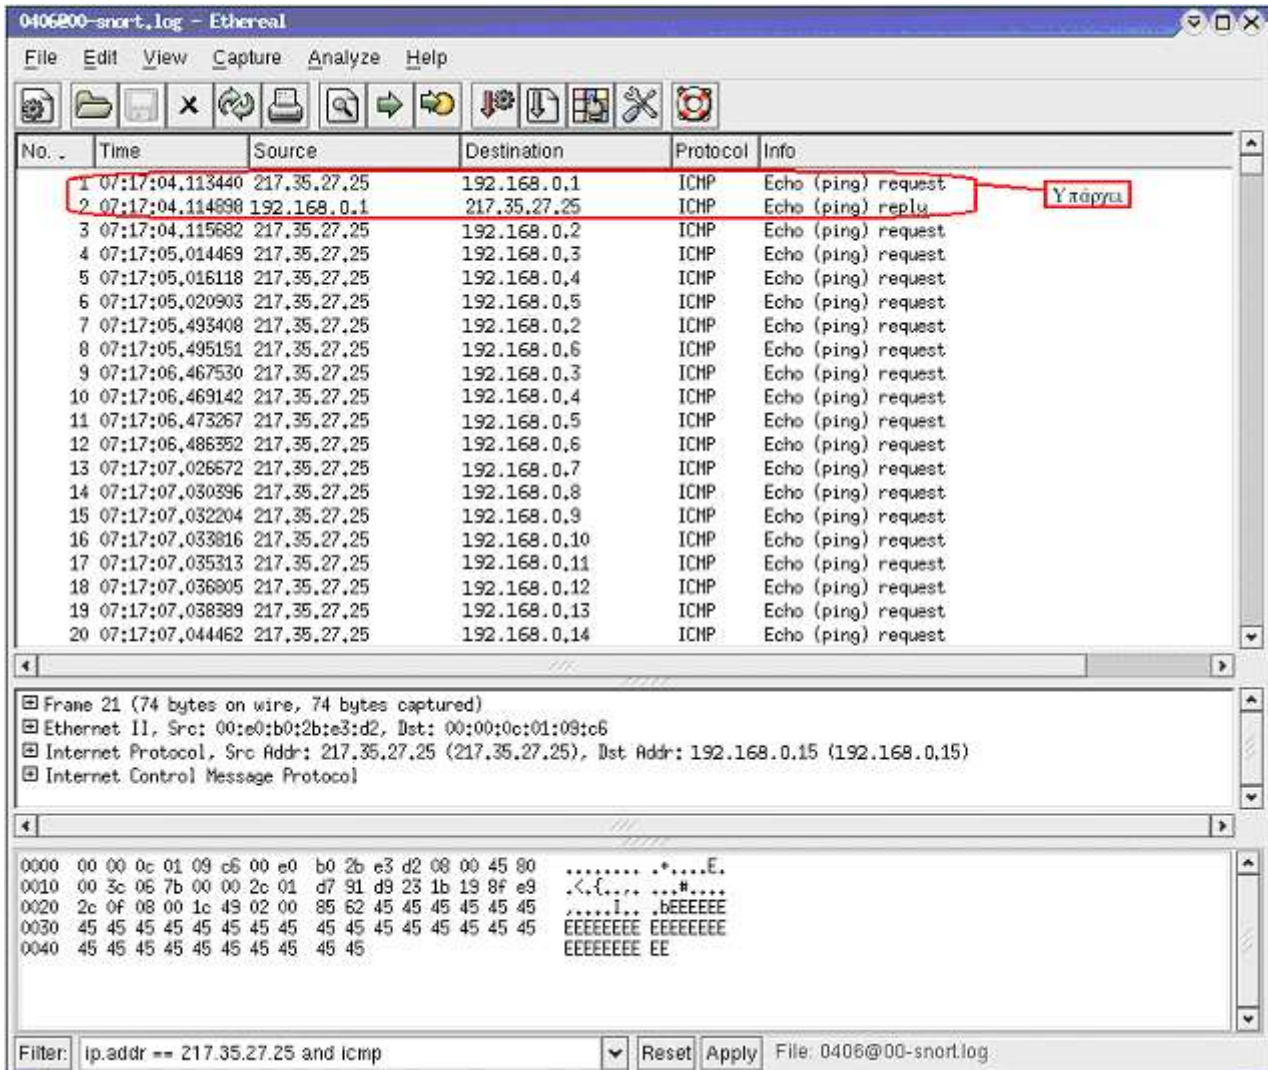 0406@00-snort.log - Ethereal
File Edit View Capture Analyze Help
No. . Time Source Destination Protocol Info
1 07:17:04.113440 217.35.27.25 192.168.0.1 ICMP Echo (ping) request
Υπάρχει
2 07:17:04.114898 192.168.0.1 217.35.27.25 ICMP Echo (ping) reply
3 07:17:04.115682 217.35.27.25 192.168.0.2 ICMP Echo (ping) request
4 07:17:05.014469 217.35.27.25 192.168.0.3 ICMP Echo (ping) request
5 07:17:05.016118 217.35.27.25 192.168.0.4 ICMP Echo (ping) request
6 07:17:05.020903 217.35.27.25 192.168.0.5 ICMP Echo (ping) request
7 07:17:05.493408 217.35.27.25 192.168.0.2 ICMP Echo (ping) request
8 07:17:05.495151 217.35.27.25 192.168.0.6 ICMP Echo (ping) request
9 07:17:06.467530 217.35.27.25 192.168.0.3 ICMP Echo (ping) request
10 07:17:06.469142 217.35.27.25 192.168.0.4 ICMP Echo (ping) request
11 07:17:06.473267 217.35.27.25 192.168.0.5 ICMP Echo (ping) request
12 07:17:06.486352 217.35.27.25 192.168.0.6 ICMP Echo (ping) request
13 07:17:07.026672 217.35.27.25 192.168.0.7 ICMP Echo (ping) request
14 07:17:07.030396 217.35.27.25 192.168.0.8 ICMP Echo (ping) request
15 07:17:07.032204 217.35.27.25 192.168.0.9 ICMP Echo (ping) request
16 07:17:07.033816 217.35.27.25 192.168.0.10 ICMP Echo (ping) request
17 07:17:07.035313 217.35.27.25 192.168.0.11 ICMP Echo (ping) request
18 07:17:07.036805 217.35.27.25 192.168.0.12 ICMP Echo (ping) request
19 07:17:07.038389 217.35.27.25 192.168.0.13 ICMP Echo (ping) request
20 07:17:07.044462 217.35.27.25 192.168.0.14 ICMP Echo (ping) request
Frame 21 (74 bytes on wire, 74 bytes captured)
Ethernet II, Src: 00:e0:b0:2b:e3:d2, Dst: 00:00:0c:01:09:c6
Internet Protocol, Src Addr: 217.35.27.25 (217.35.27.25), Dst Addr: 192.168.0.15 (192.168.0.15)
Internet Control Message Protocol
0000 00 00 0c 01 09 c6 00 e0 b0 2b e3 d2 08 00 45 80 ........ .+....E.
0010 00 3c 06 7b 00 00 2c 01 d7 91 d9 23 1b 19 8f e9 .<.{..,. ...#....
0020 2c 0f 08 00 1c 49 02 00 85 62 45 45 45 45 45 45 ,....I.. .bEEEEEE
0030 45 45 45 45 45 45 45 45 45 45 45 45 45 45 45 45 EEEEEEEE EEEEEEEE
0040 45 45 45 45 45 45 45 45 45 45 EEEEEEEE EE
Filter: ip.addr == 217.35.27.25 and icmp Reset Apply File: 0406@00-snort.log